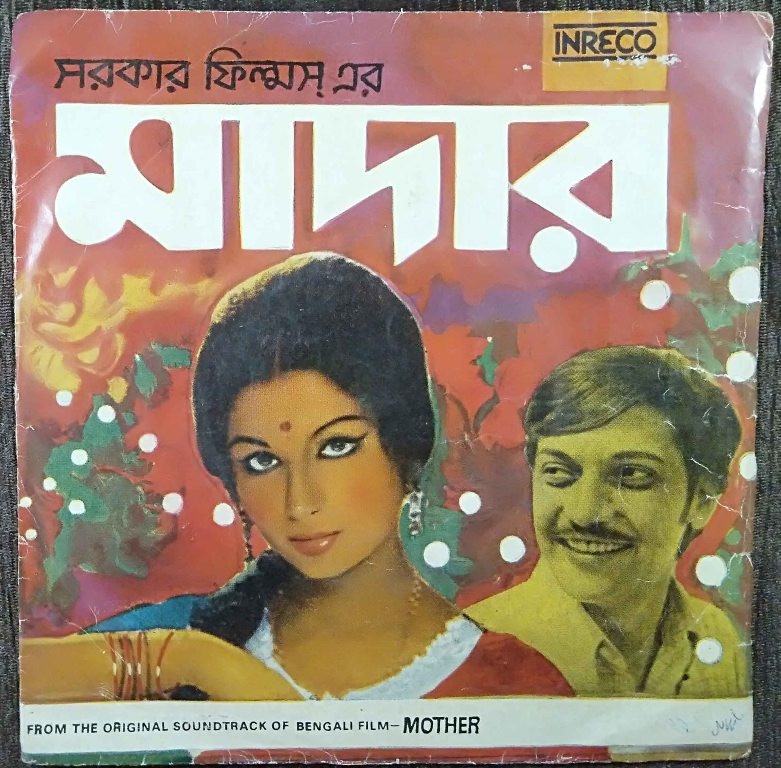 INRECO
সরকার ফিল্মস্ এর
মাদার
FROM THE ORIGINAL SOUNDTRACK OF BENGALI FILM—MOTHER